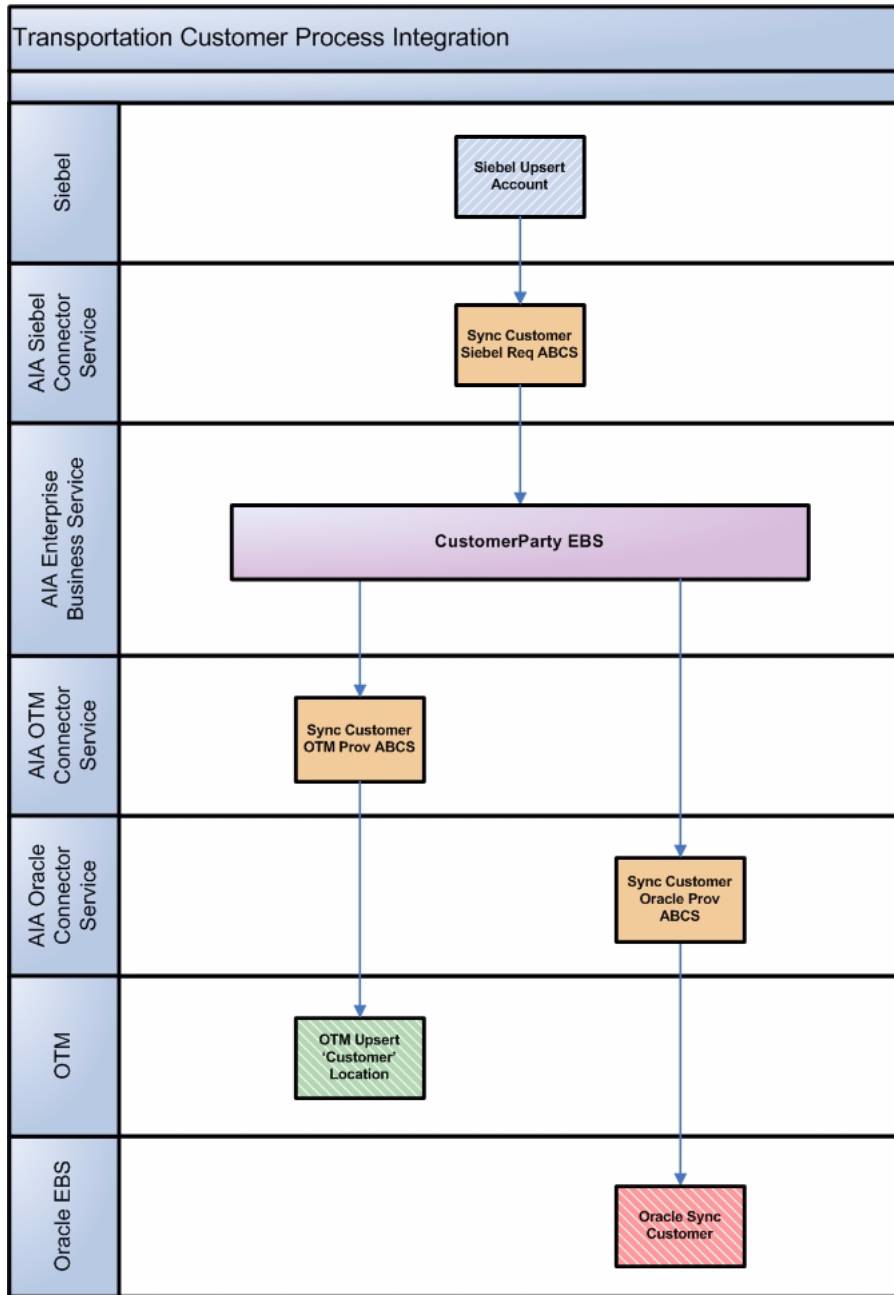 Transportation Customer Process Integration
Siebel
Siebel Upsert
Account
AIA Siebel
Connector
Service
Sync Customer
Siebel Req ABCS
AIA Enterprise
Business Service
CustomerParty EBS
AIA OTM
Connector
Service
Sync Customer
OTM Prov ABCS
AIA Oracle
Connector
Service
Sync Customer
Oracle Prov
ABCS
OTM
OTM Upsert
‘Customer’
Location
Oracle EBS
Oracle Sync
Customer